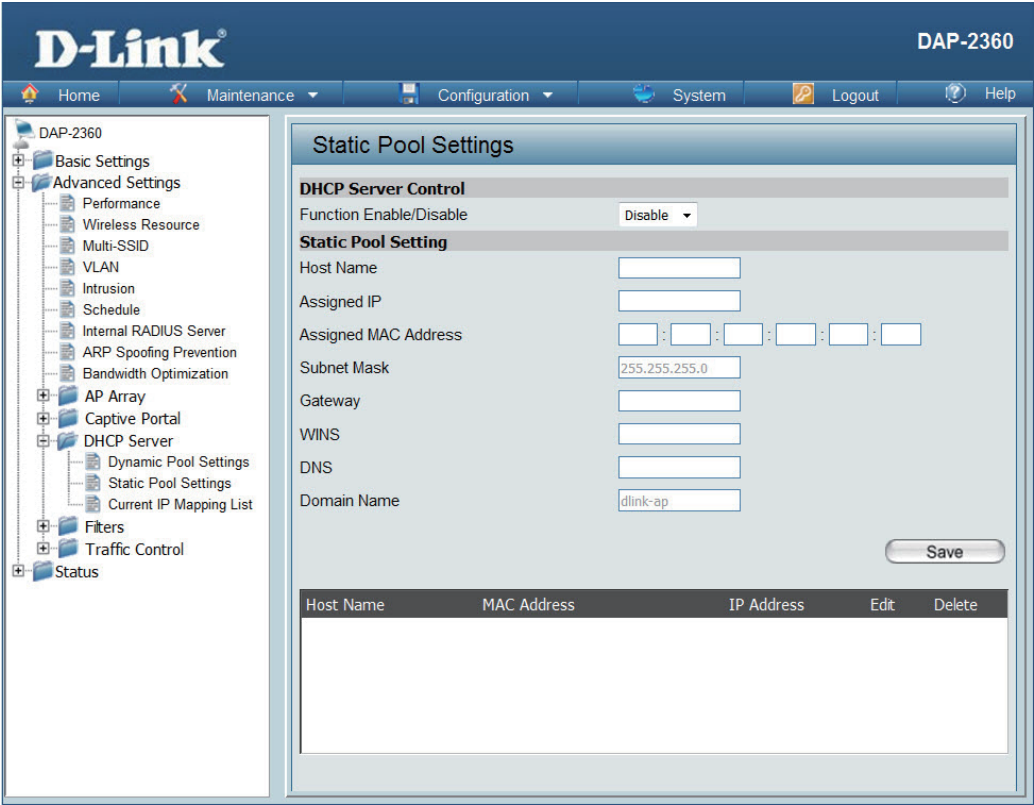 D-Link®
DAP-2360
Home
Maintenance
Configuration
System
Logout
Help
DAP-2360
Basic Settings
Advanced Settings
Performance
Wireless Resource
Multi-SSID
VLAN
Intrusion
Schedule
Internal RADIUS Server
ARP Spoofing Prevention
Bandwidth Optimization
AP Array
Captive Portal
DHCP Server
Dynamic Pool Settings
Static Pool Settings
Current IP Mapping List
Filters
Traffic Control
Status
Static Pool Settings
DHCP Server Control
Function Enable/Disable Disable
Static Pool Setting
Host Name
Assigned IP
Assigned MAC Address : : : : :
Subnet Mask 255.255.255.0
Gateway
WINS
DNS
Domain Name dlink-ap
Save
Host Name MAC Address IP Address Edit Delete